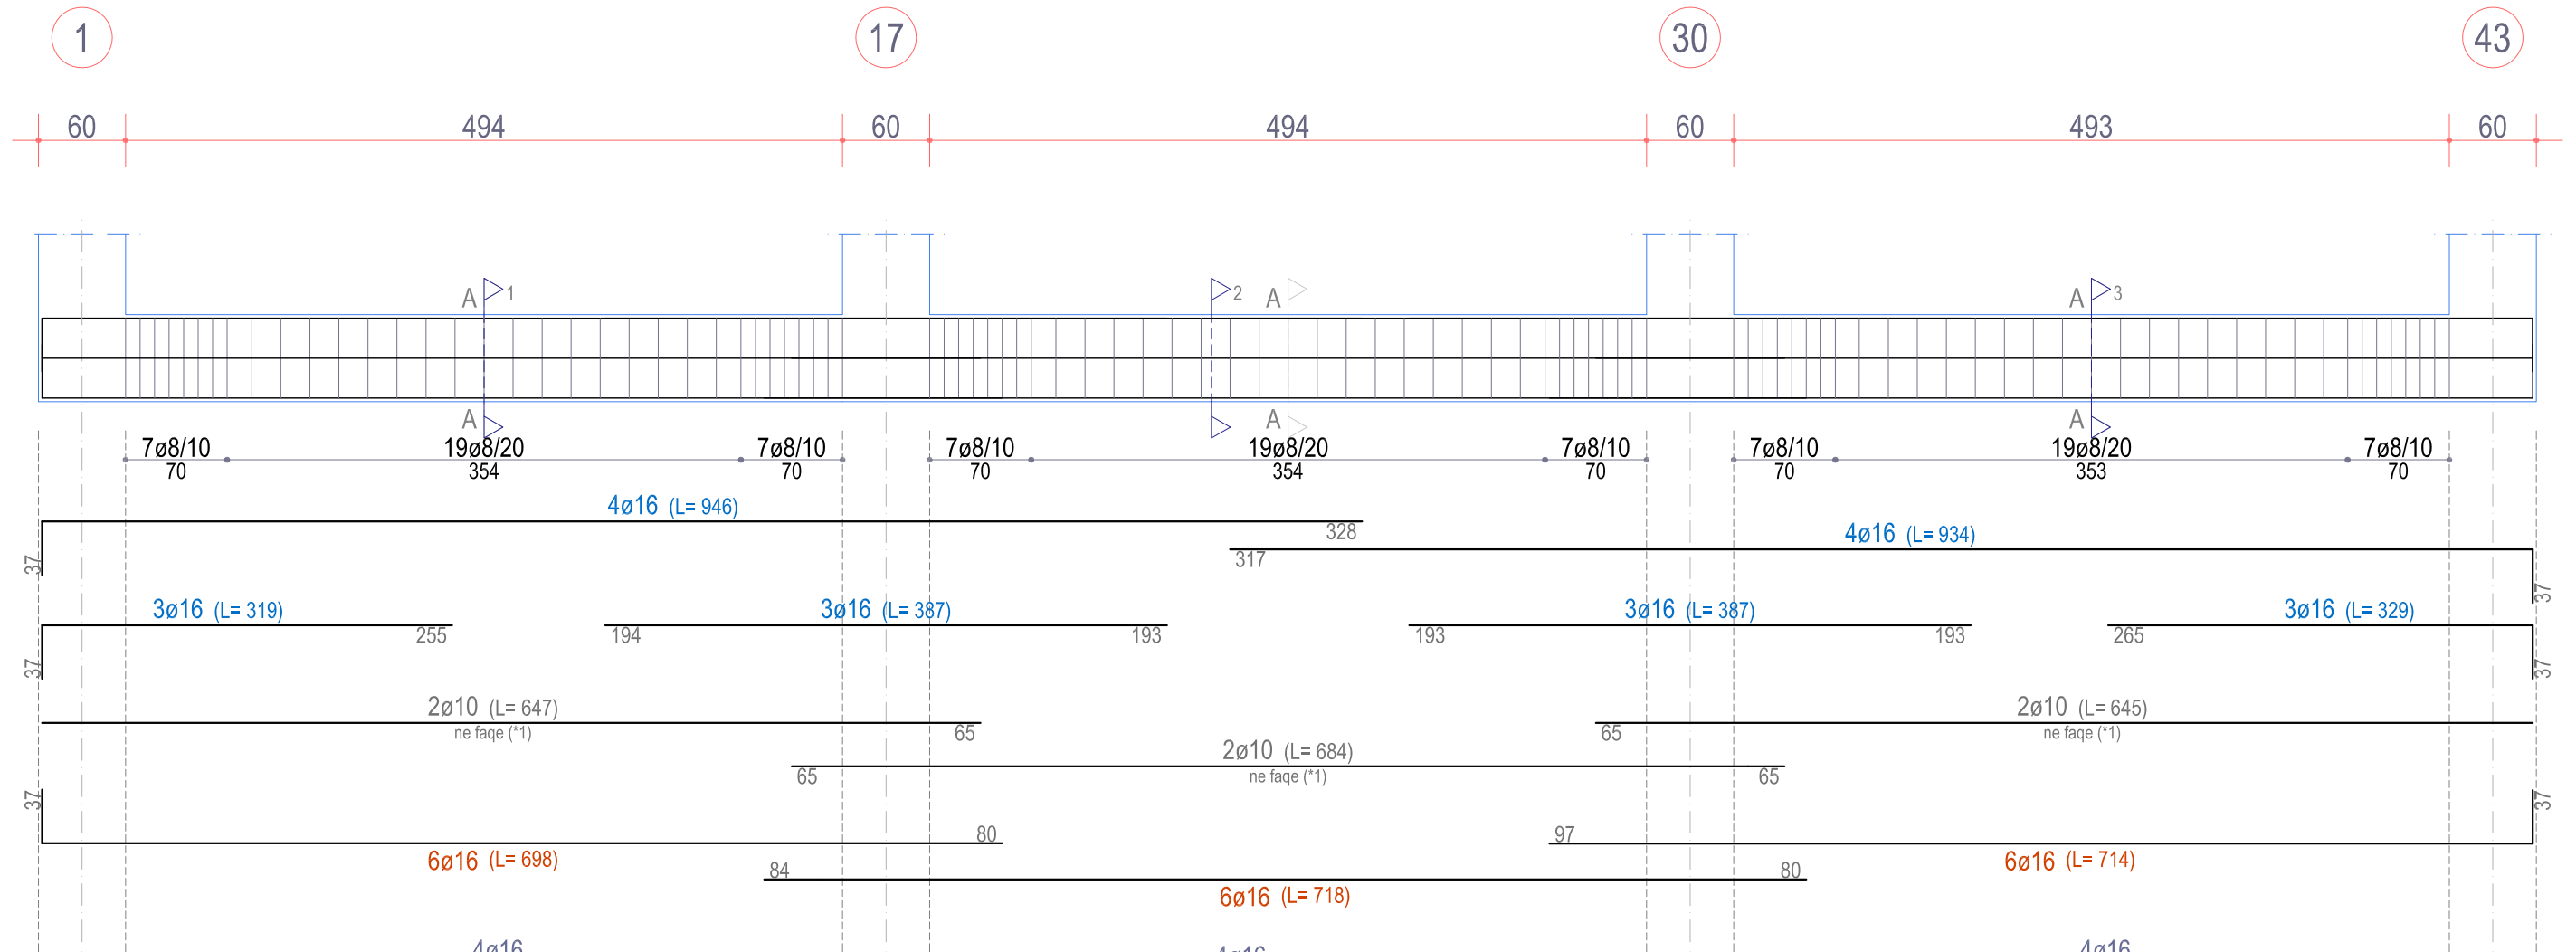 1 17 30 43
60 494 60 494 60 493 60
A 1 2 A A 3
A A A
7ø8/10 19ø8/20 7ø8/10 7ø8/10 19ø8/20 7ø8/10 7ø8/10 19ø8/20 7ø8/10
70 354 70 70 354 70 70 353 70
4ø16 (L= 946)
37 328
4ø16 (L= 934)
317 37
3ø16 (L= 319) 3ø16 (L= 387) 3ø16 (L= 387) 3ø16 (L= 329)
37 255 194 193 193 193 265 37
2ø10 (L= 647) 2ø10 (L= 645)
ne faqe (*1) 65 65 ne faqe (*1)
2ø10 (L= 684)
65 ne faqe (*1) 65
37 80 97 37
6ø16 (L= 698) 6ø16 (L= 714)
84 80
6ø16 (L= 718)
4ø16 4ø16 4ø16